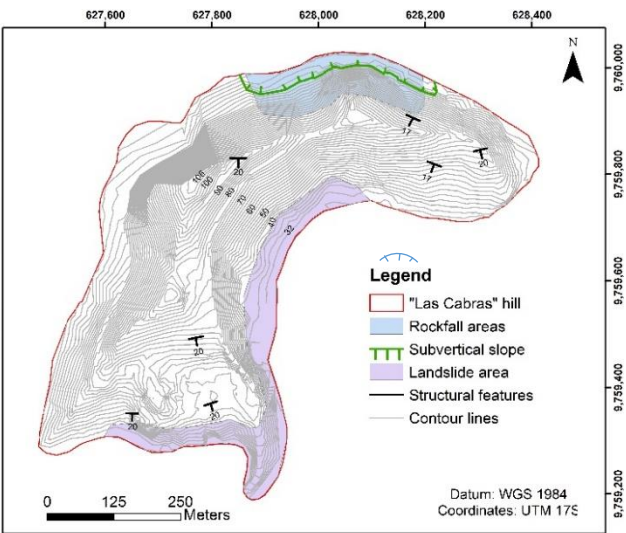 627,600
627,800
628,000
628,200
628,400
N
9,760,000
17
20
17
9,759,800
20
106
100
90
80
70
60
50
40
32
Legend
"Las Cabras" hill
9,759,600
Rockfall areas
Subvertical slope
Landslide area
20
Structural features
9,759,400
Contour lines
20
20
0 125 250
Meters
Datum: WGS 1984
Coordinates: UTM 17S
9,759,200